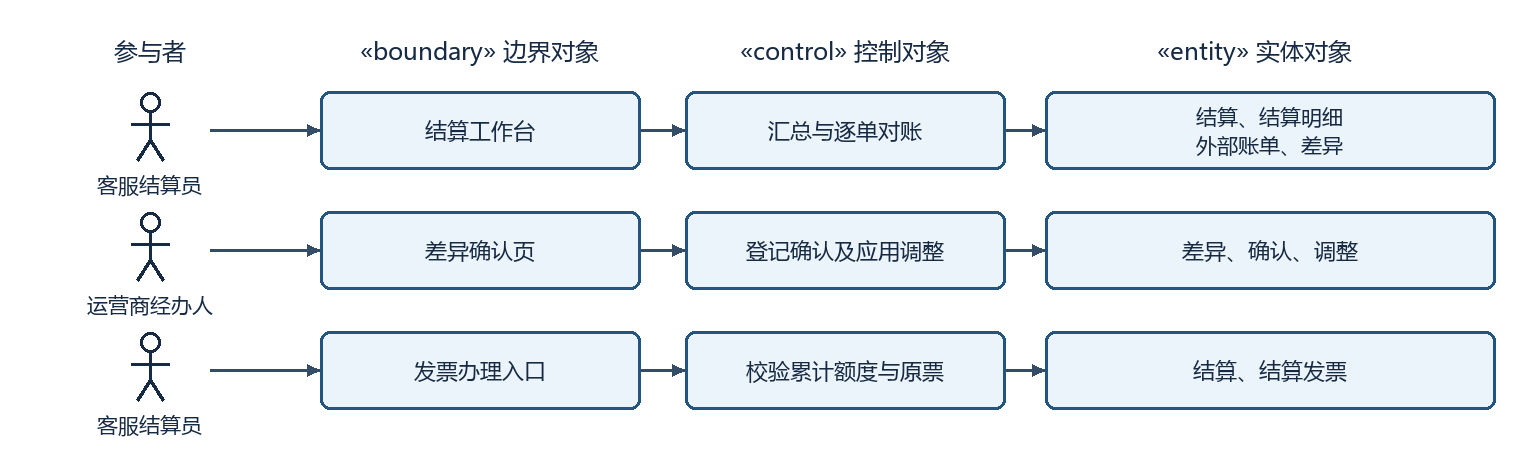 参与者
«boundary» 边界对象
«control» 控制对象
«entity» 实体对象
客服结算员
结算工作台
汇总与逐单对账
结算、结算明细
外部账单、差异
运营商经办人
差异确认页
登记确认及应用调整
差异、确认、调整
客服结算员
发票办理入口
校验累计额度与原票
结算、结算发票